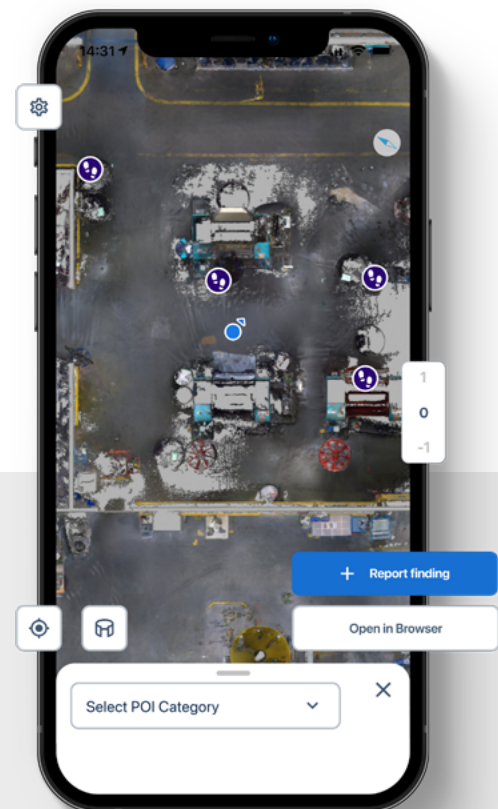 14:31
1
0
-1
+ Report finding
Open in Browser
Select POI Category